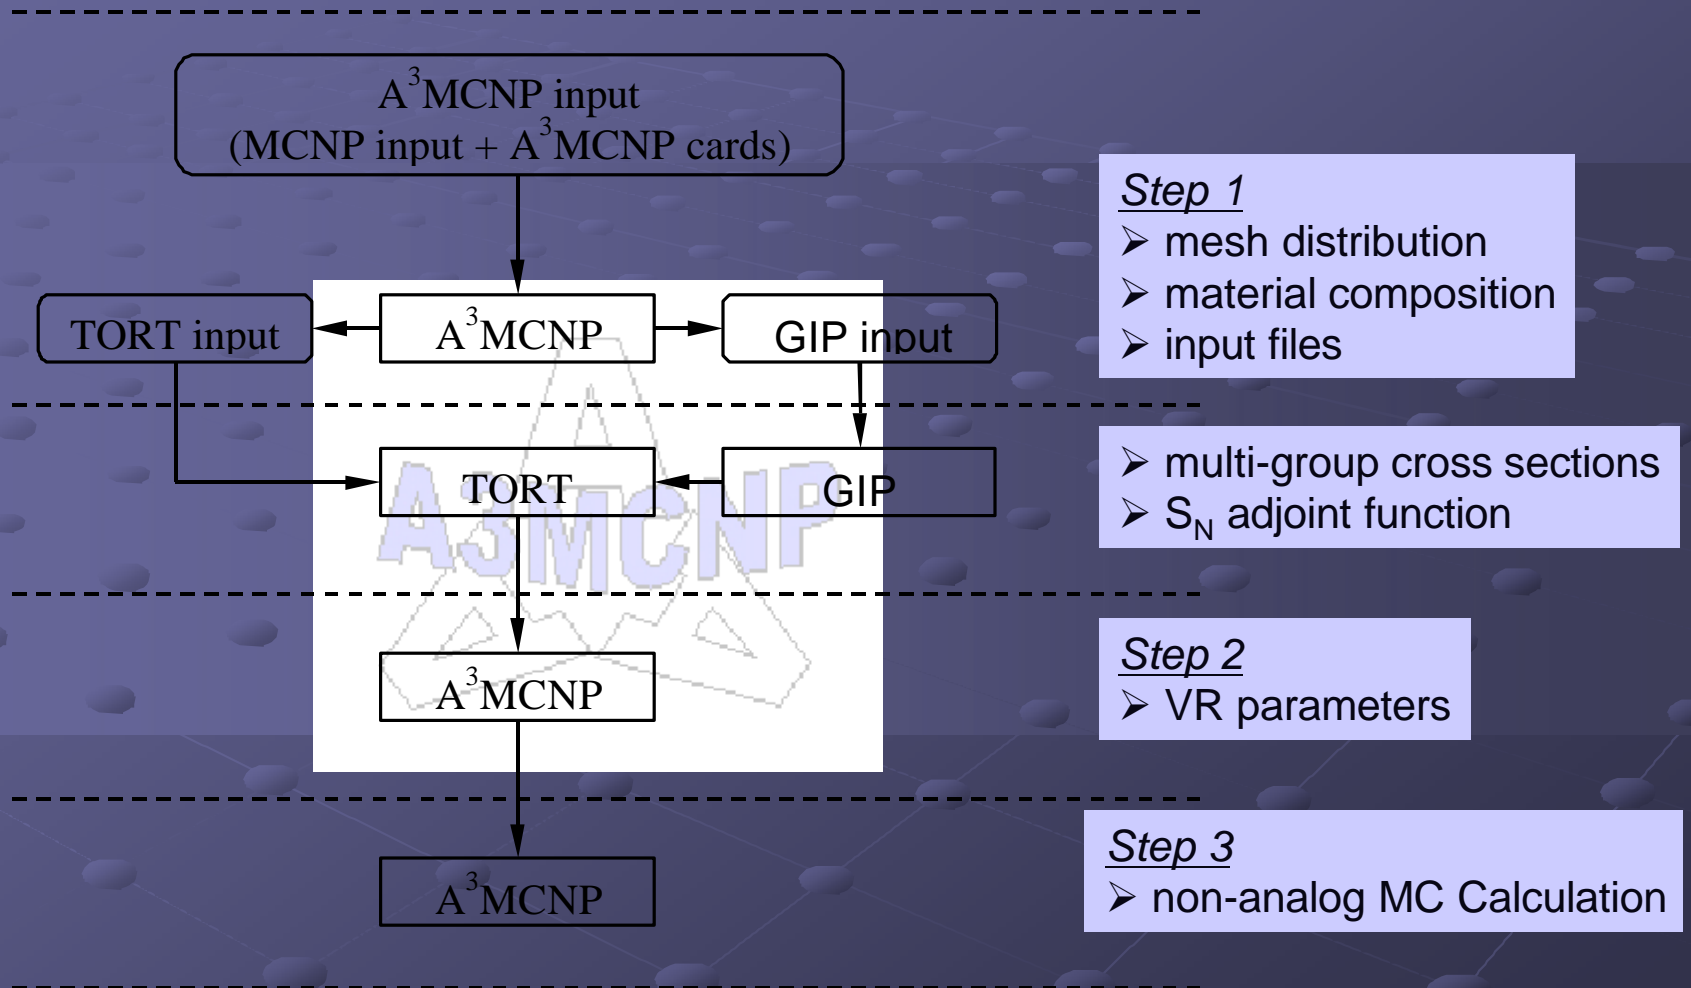 A³MCNP input
(MCNP input + A³MCNP cards)
TORT input
A³MCNP
GIP input
Step 1
➢ mesh distribution
➢ material composition
➢ input files
TORT
GIP
A3MCNP
➢ multi-group cross sections
➢ S_N adjoint function
A³MCNP
Step 2
➢ VR parameters
A³MCNP
Step 3
➢ non-analog MC Calculation